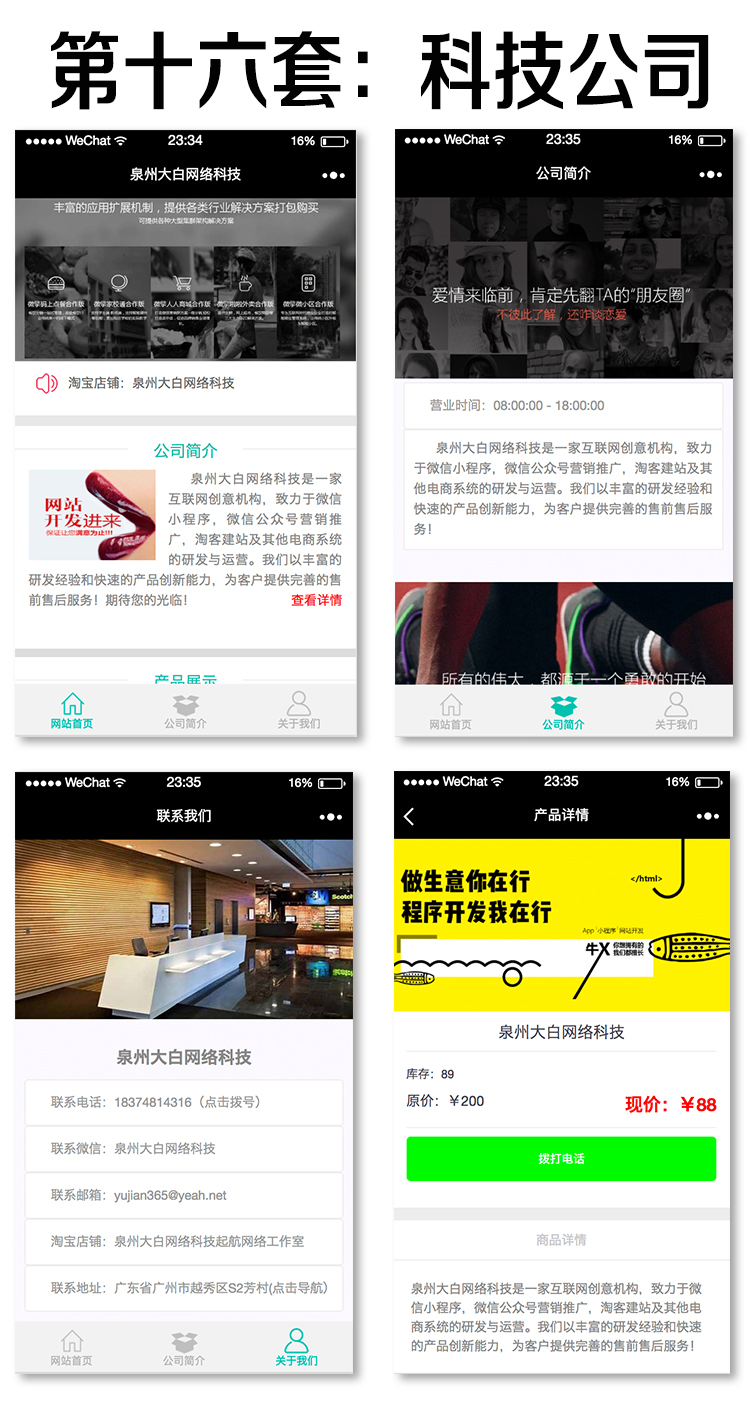 第十六套：科技公司
WeChat 23:34 16%
泉州大白网络科技
丰富的应用扩展机制，提供各类行业解决方案打包购买
可提供各种大型集群架构解决方案
微擎码上点餐合作版 微擎家校通合作版 微擎人人商城合作版 微擎外卖合作版 微擎微小区合作版
淘宝店铺：泉州大白网络科技
公司简介
网站
开发进来
保证让您满意为止!!!
泉州大白网络科技是一家
互联网创意机构，致力于微信
小程序，微信公众号营销推
广，淘客建站及其他电商系统
的研发与运营。我们以丰富的
研发经验和快速的产品创新能力，为客户提供完善的售
前售后服务！期待您的光临！ 查看详情
产品展示
网站首页 公司简介 关于我们
WeChat 23:35 16%
公司简介
爱情来临前，肯定先翻TA的“朋友圈”
不彼此了解，还咋谈恋爱
营业时间：08:00:00 - 18:00:00
泉州大白网络科技是一家互联网创意机构，致力
于微信小程序，微信公众号营销推广，淘客建站及其
他电商系统的研发与运营。我们以丰富的研发经验和
快速的产品创新能力，为客户提供完善的售前售后服
务！
所有的伟大，都源于一个勇敢的开始
网站首页 公司简介 关于我们
WeChat 23:35 16%
联系我们
Scotch
泉州大白网络科技
联系电话：18374814316（点击拨号）
联系微信：泉州大白网络科技
联系邮箱：yujian365@yeah.net
淘宝店铺：泉州大白网络科技起航网络工作室
联系地址：广东省广州市越秀区S2芳村(点击导航)
网站首页 公司简介 关于我们
WeChat 23:35 16%
产品详情
做生意你在行
程序开发我在行
</html>
App 小程序 网站开发
牛X 你想拥有的
我们都擅长
泉州大白网络科技
库存：89
原价：￥200 现价：￥88
拨打电话
商品详情
泉州大白网络科技是一家互联网创意机构，致力于微
信小程序，微信公众号营销推广，淘客建站及其他电
商系统的研发与运营。我们以丰富的研发经验和快速
的产品创新能力，为客户提供完善的售前售后服务！